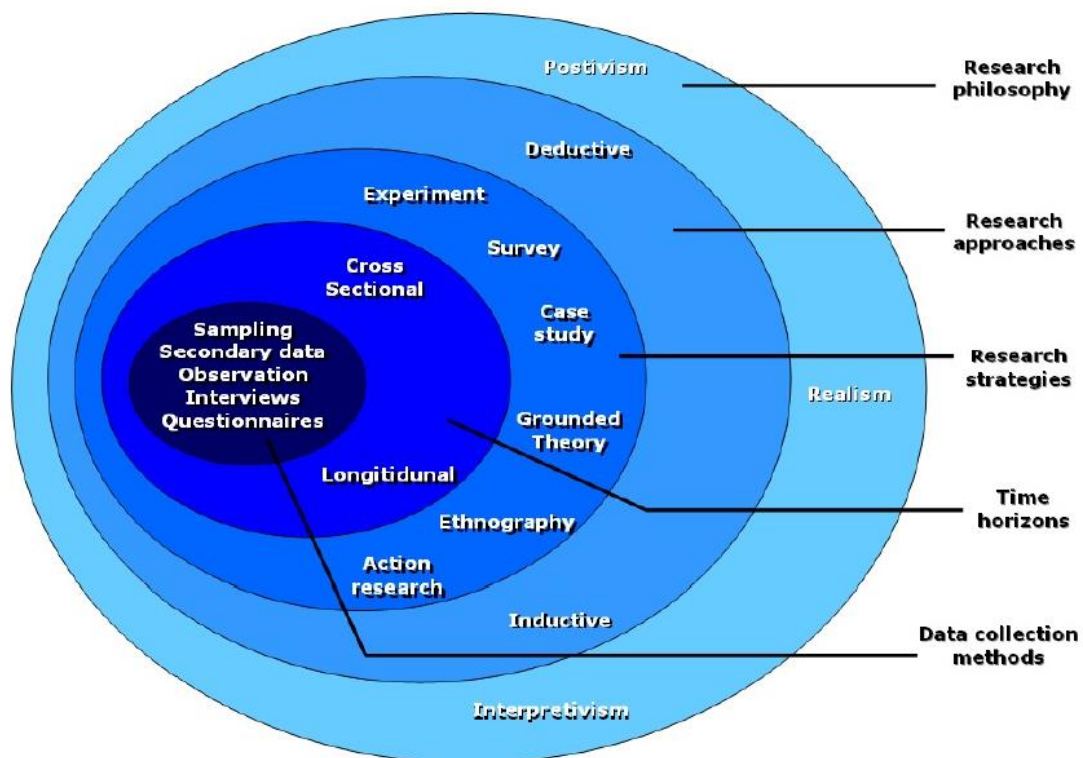 Postivism
Research
philosophy
Deductive
Experiment
Research
approaches
Survey
Cross
Sectional
Case
study
Sampling
Secondary data
Observation
Interviews
Questionnaires
Research
strategies
Realism
Grounded
Theory
Longitidunal
Time
horizons
Ethnography
Action
research
Inductive
Data collection
methods
Interpretivism